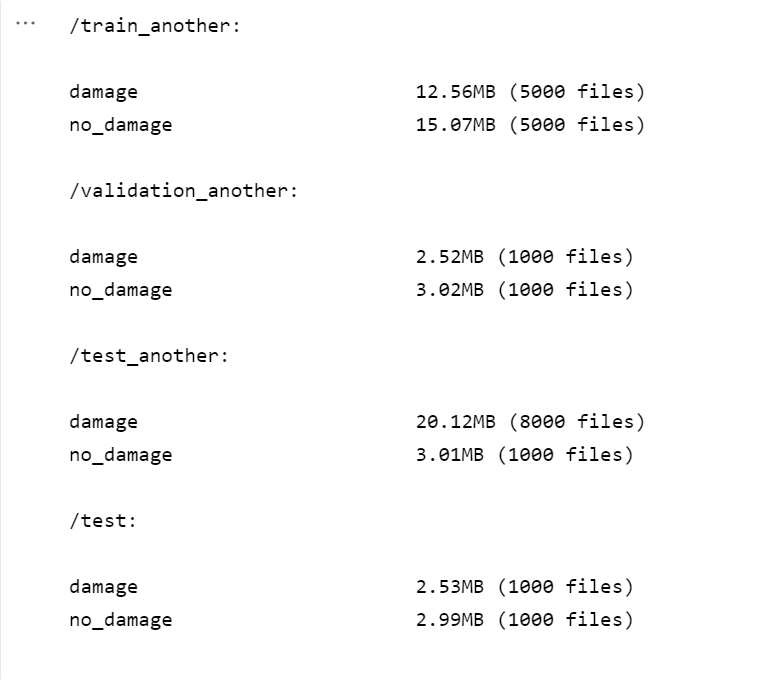 ...
/train_another:
damage 12.56MB (5000 files)
no_damage 15.07MB (5000 files)
/validation_another:
damage 2.52MB (1000 files)
no_damage 3.02MB (1000 files)
/test_another:
damage 20.12MB (8000 files)
no_damage 3.01MB (1000 files)
/test:
damage 2.53MB (1000 files)
no_damage 2.99MB (1000 files)